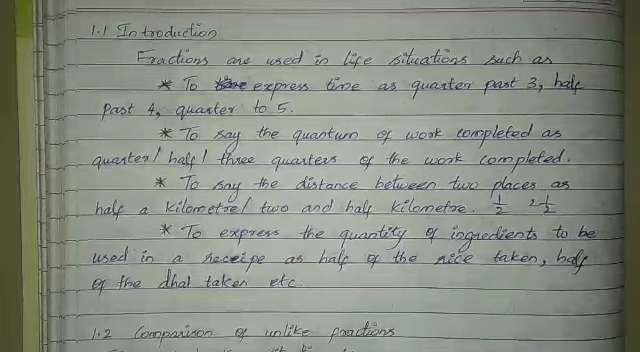 1.1 Introduction
Fractions are used in life situations such as
* To express time as quarter past 3, half
past 4, quarter to 5.
* To say the quantum of work completed as
quarter/ half/ three quarters of the work completed.
* To say the distance between two places as
half a kilometre/ two and half kilometre. 1/2 2 1/2
* To express the quantity of ingredients to be
used in a receipe as half of the rice taken, half
of the dhal taken etc.
1.2 Comparison of unlike fractions